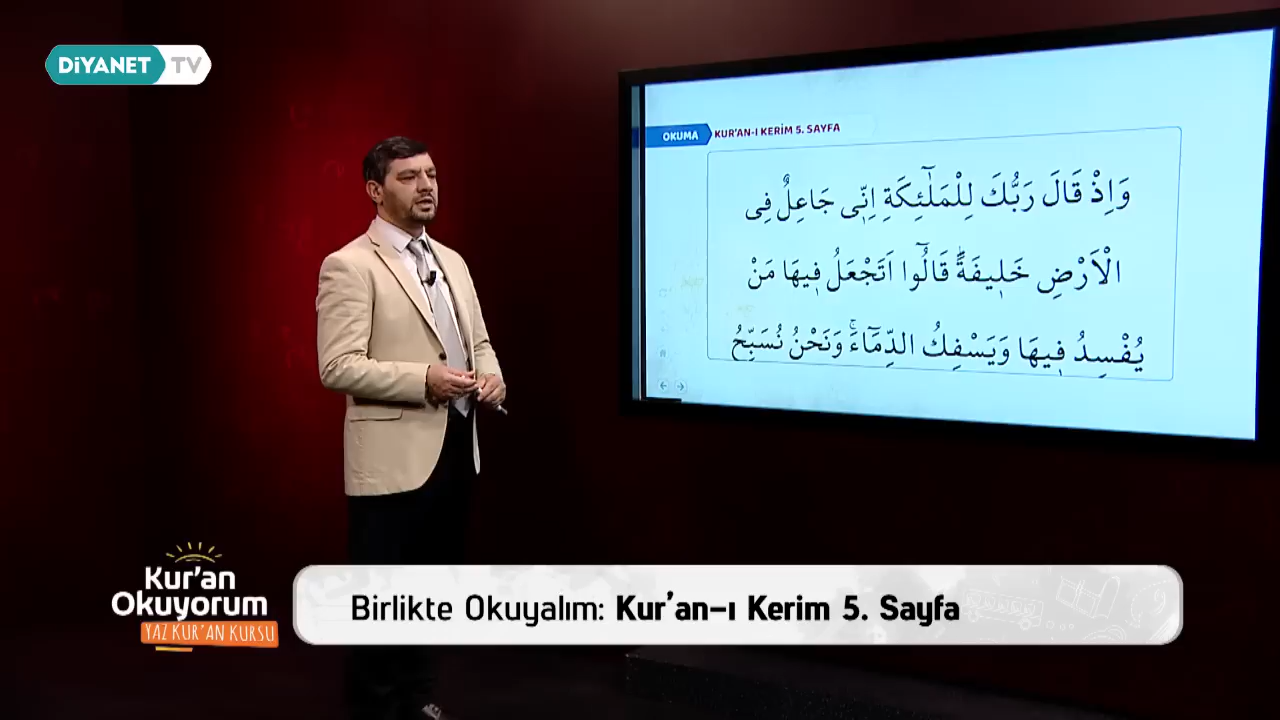 DİYANET TV
OKUMA KUR'AN-I KERİM 5. SAYFA
وَاِذْ قَالَ رَبُّكَ لِلْمَلٰٓئِكَةِ اِنّ۪ى جَاعِلٌ فِى
الْاَرْضِ خَل۪يفَةًۜ قَالُٓوا اَتَجْعَلُ ف۪يهَا مَنْ
يُفْسِدُ ف۪يهَا وَيَسْفِكُ الدِّمَٓاءَۚ وَنَحْنُ نُسَبِّحُ
Kur'an
Okuyorum
YAZ KUR'AN KURSU
Birlikte Okuyalım: Kur'an-ı Kerim 5. Sayfa